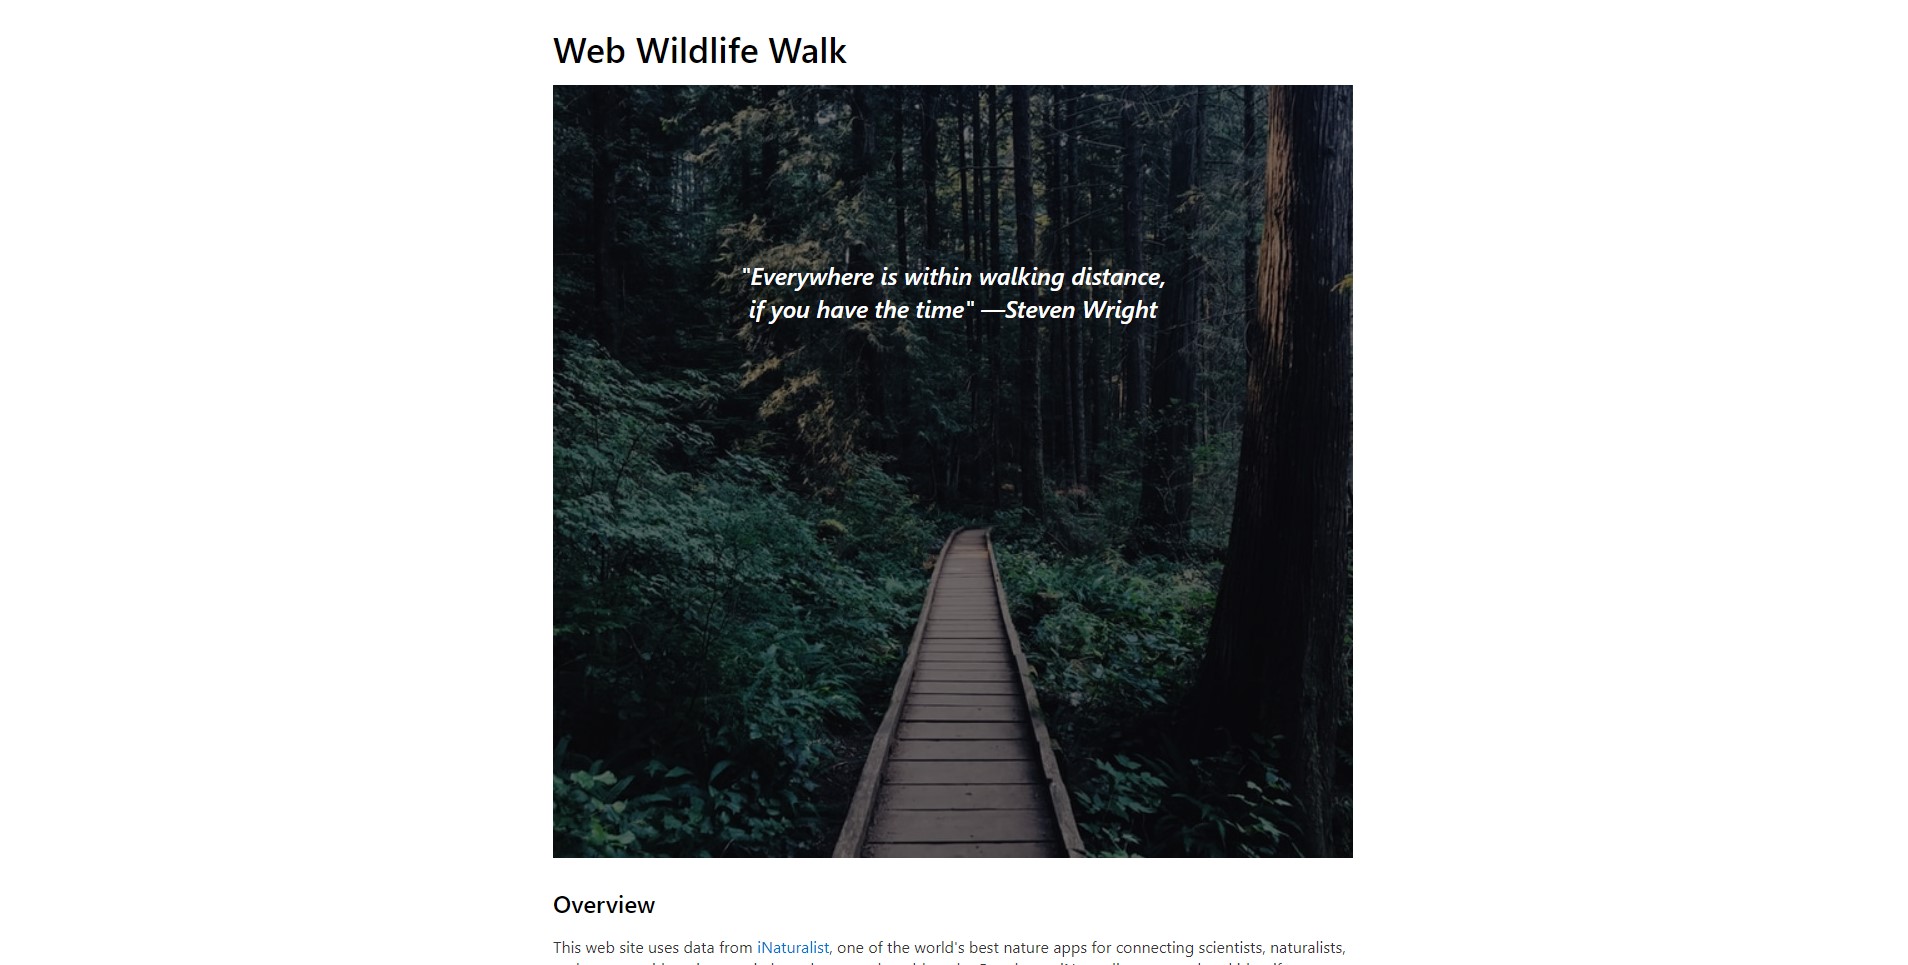 Web Wildlife Walk
"Everywhere is within walking distance,
if you have the time" —Steven Wright
Overview
This web site uses data from iNaturalist, one of the world's best nature apps for connecting scientists, naturalists,